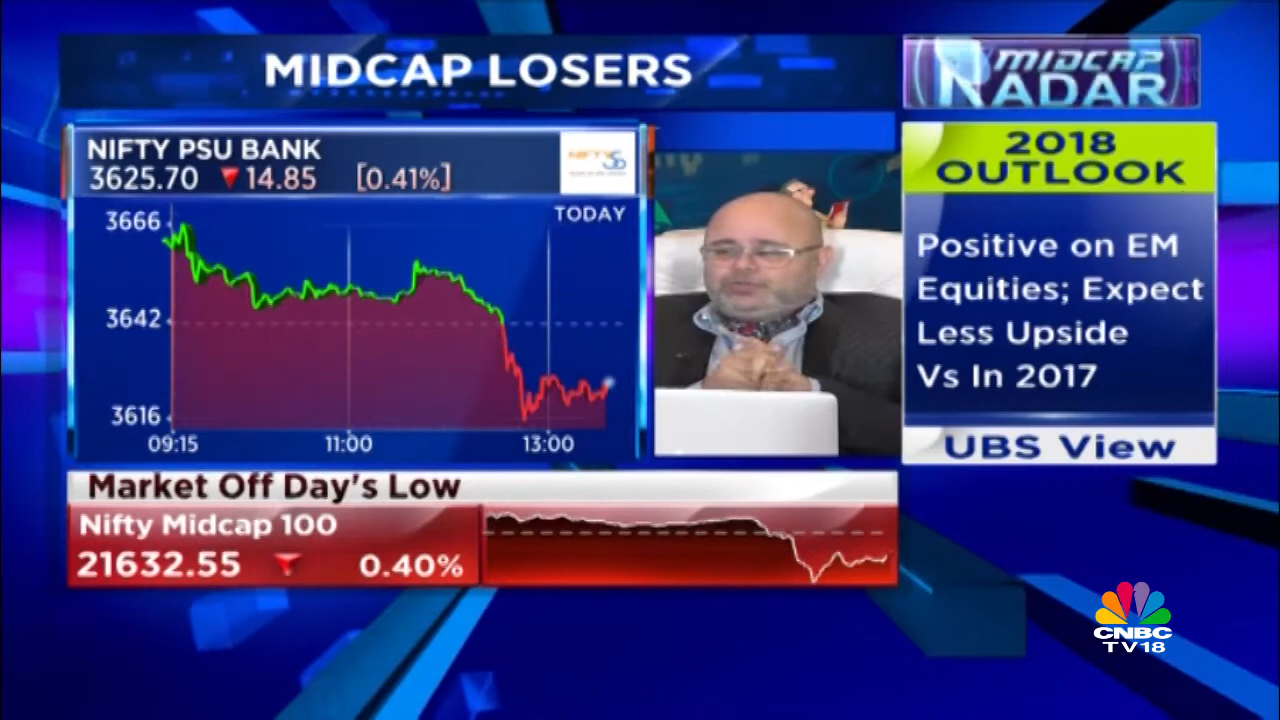 MIDCAP LOSERS
MIDCAP
RADAR
NIFTY PSU BANK
3625.70 ▼ 14.85 [0.41%]
TODAY
3666
3642
3616
09:15 11:00 13:00
2018
OUTLOOK
Positive on EM
Equities; Expect
Less Upside
Vs In 2017
UBS View
Market Off Day's Low
Nifty Midcap 100
21632.55 ▼ 0.40%
CNBC
TV18